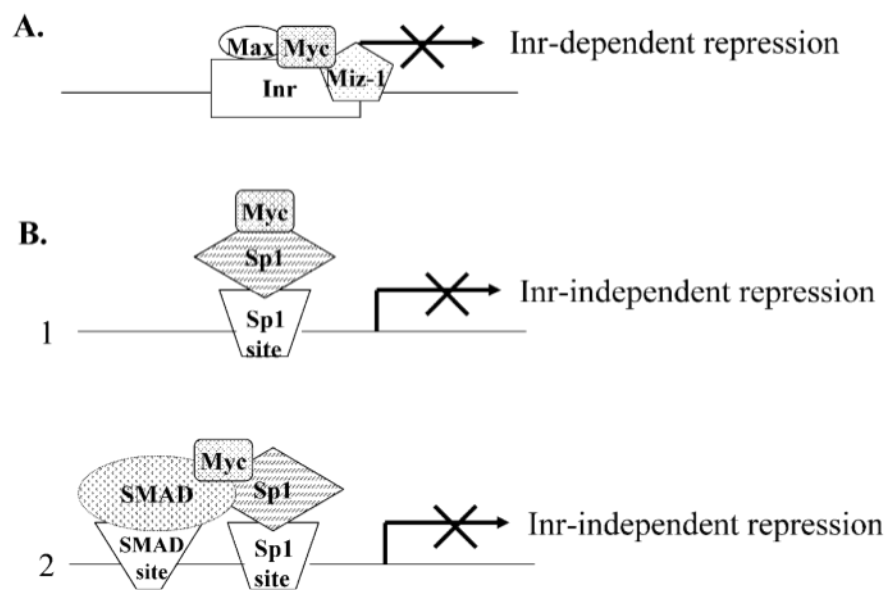 A.
Max Myc
Miz-1
Inr
Inr-dependent repression
B.
Myc
Sp1
Sp1
site
1
Inr-independent repression
Myc
SMAD
Sp1
SMAD
site
Sp1
site
2
Inr-independent repression